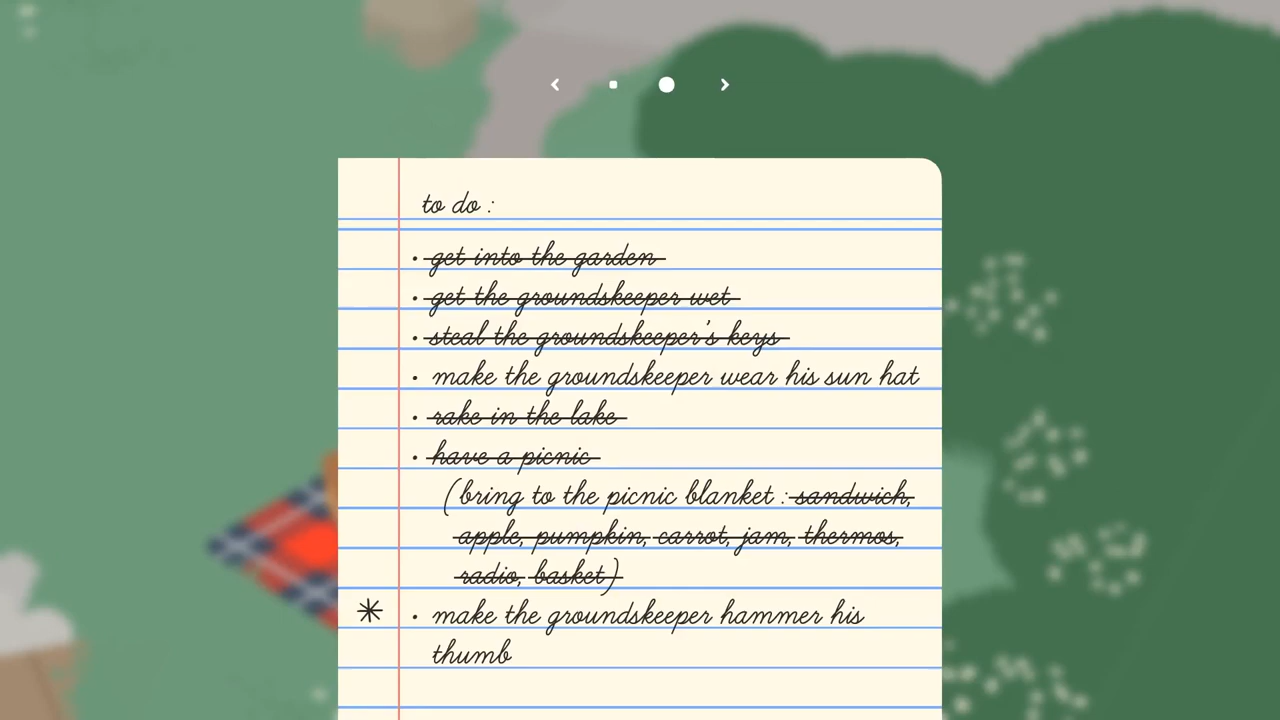 to do :
• get into the garden
• get the groundskeeper wet
• steal the groundskeeper's keys
• make the groundskeeper wear his sun hat
• rake in the lake
• have a picnic
(bring to the picnic blanket : sandwich,
apple, pumpkin, carrot, jam, thermos,
radio, basket)
• make the groundskeeper hammer his
thumb